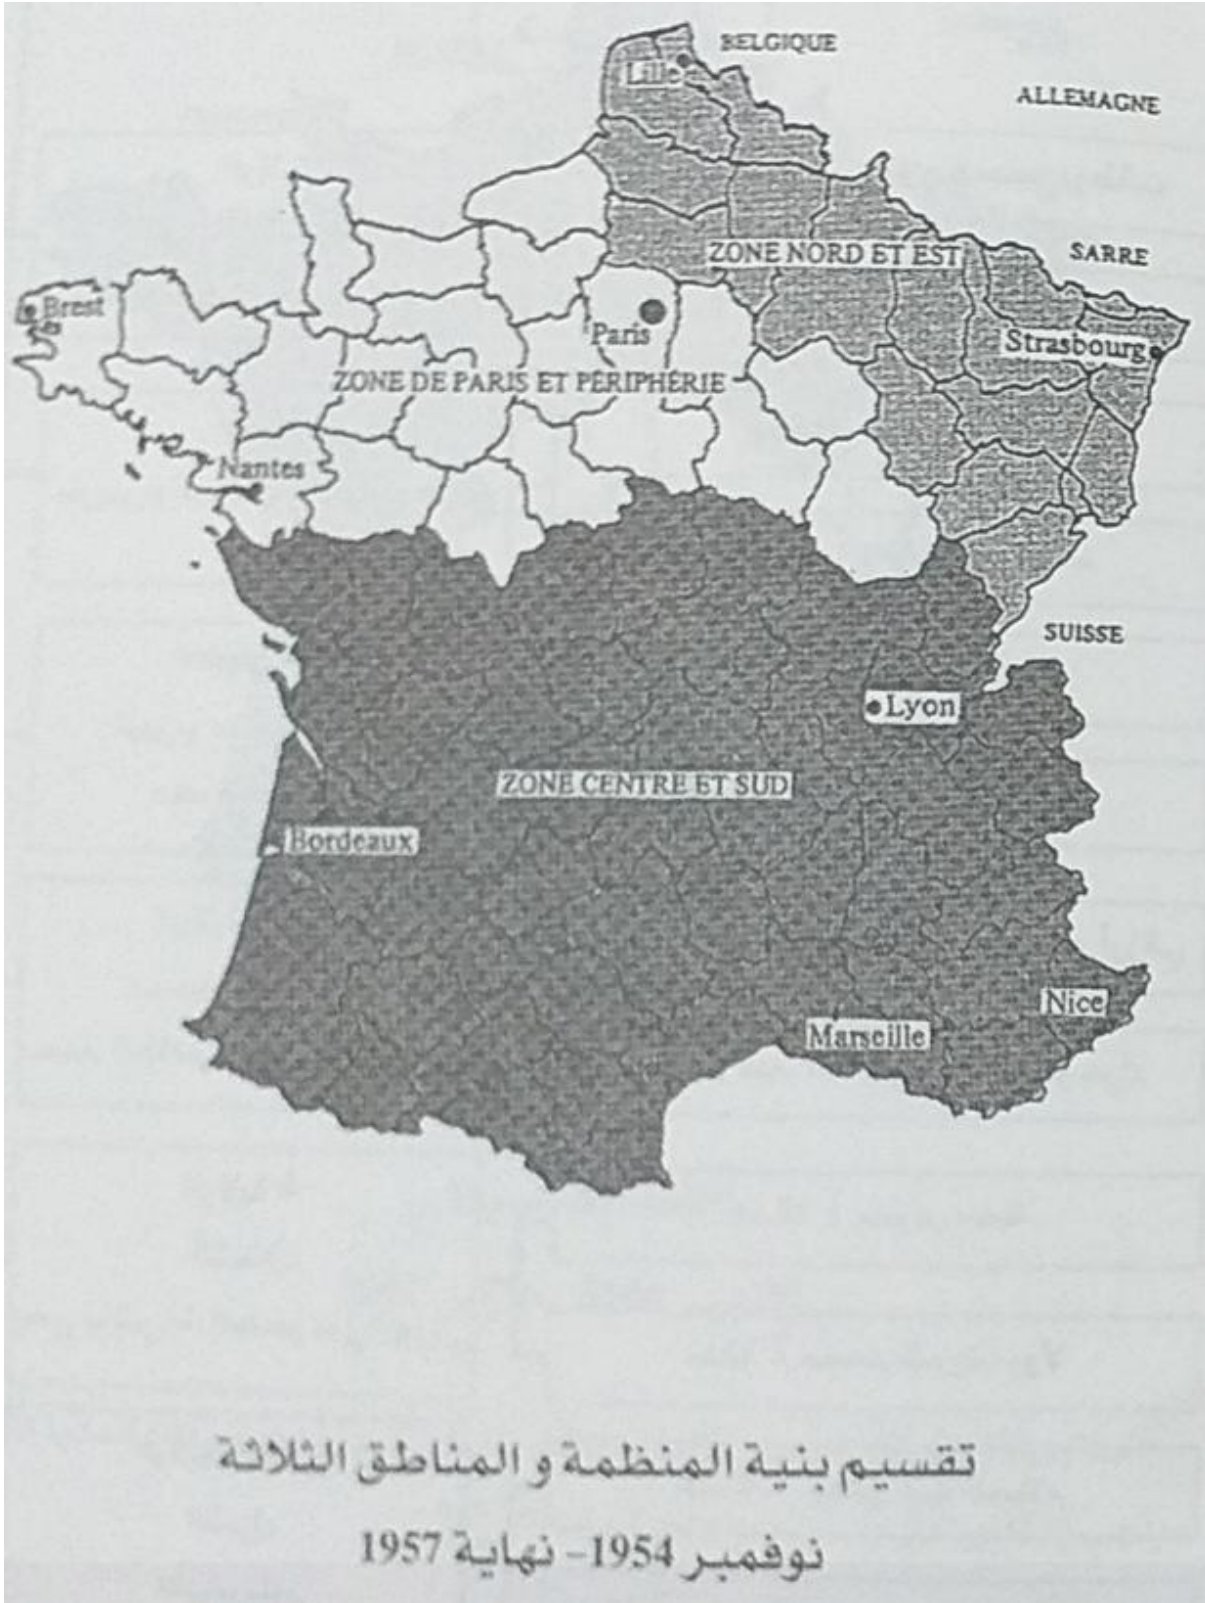 BELGIQUE
Lille
ALLEMAGNE
ZONE NORD ET EST
SARRE
Brest
Paris
Strasbourg
ZONE DE PARIS ET PÉRIPHÉRIE
Nantes
SUISSE
Lyon
ZONE CENTRE ET SUD
Bordeaux
Nice
Marseille
تقسيم بنية المنظمة و المناطق الثلاثة
نوفمبر 1954- نهاية 1957